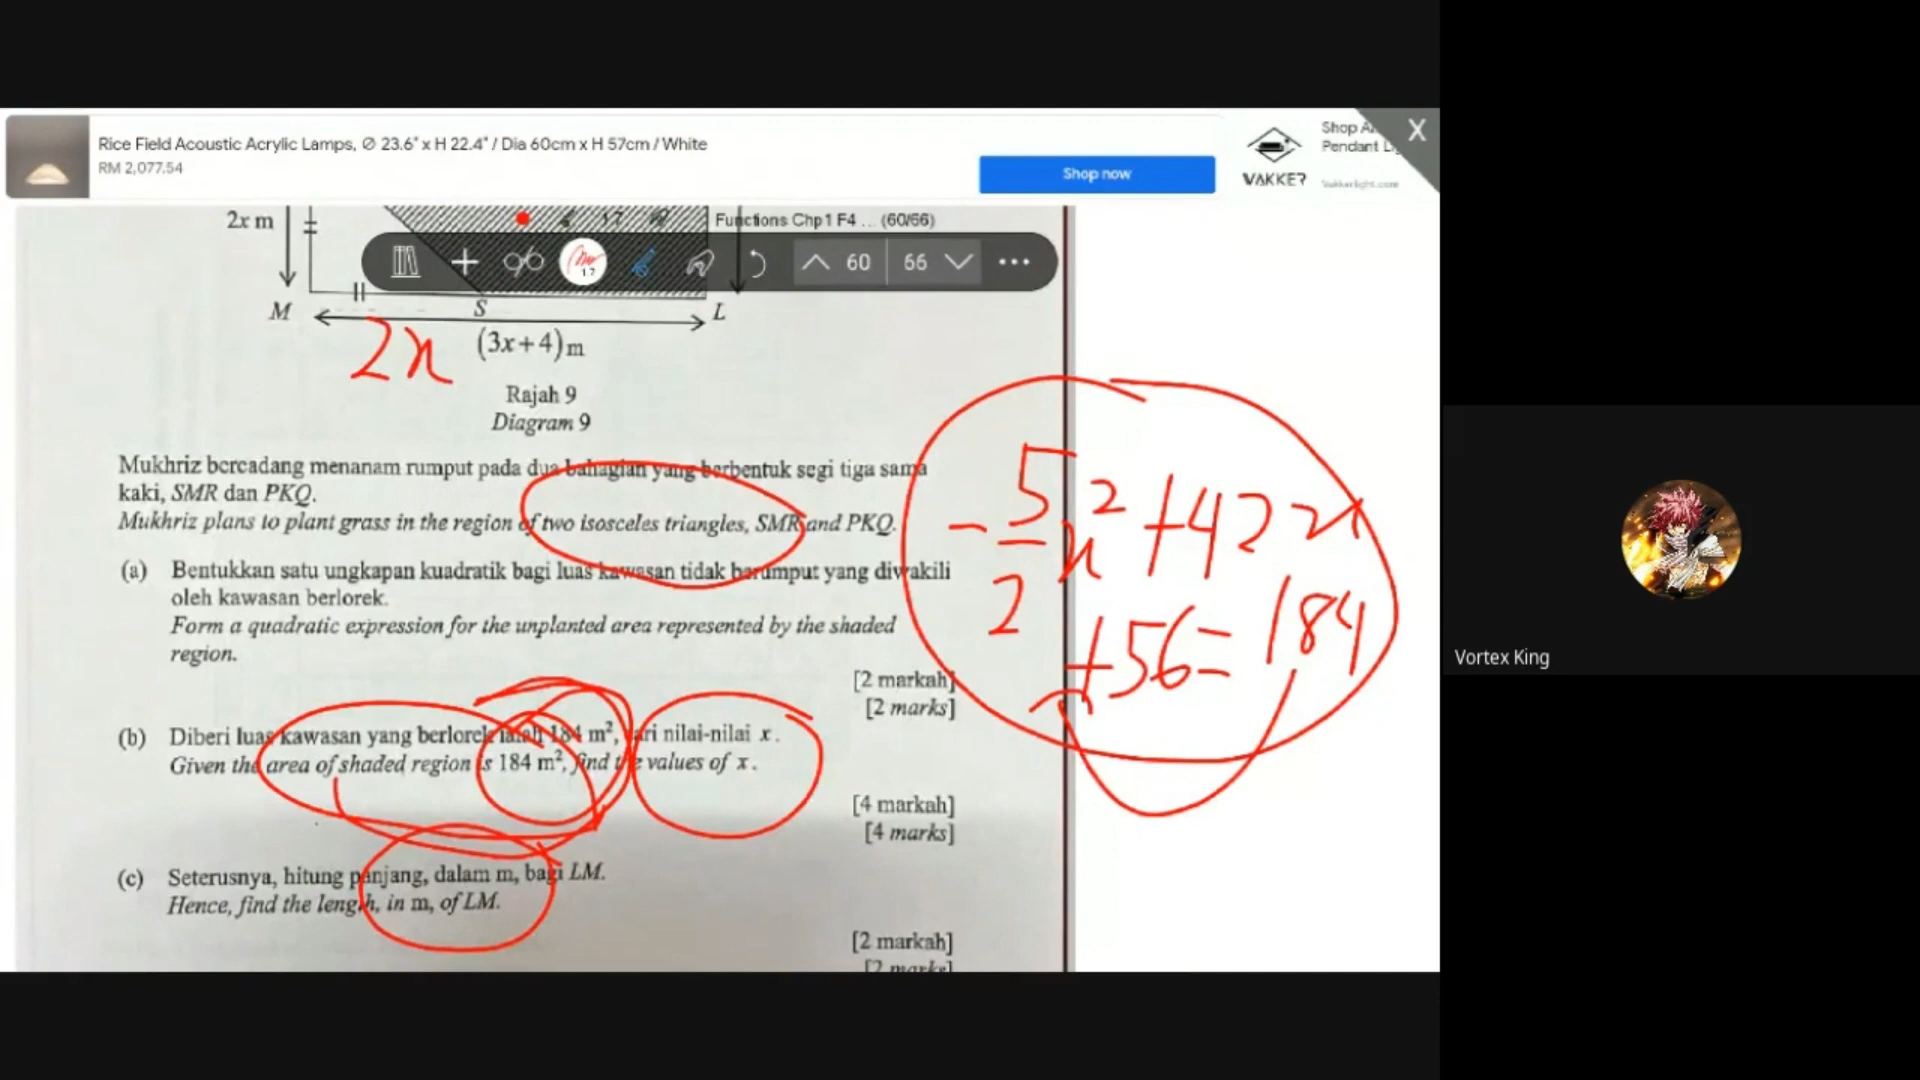 Rice Field Acoustic Acrylic Lamps, Ø 23.6" x H 22.4" / Dia 60cm x H 57cm / White
RM 2,077.54
Shop now
VAKKER
Shop
Pendant
Vakkerlight.com
2x m
Functions Chp1 F4 ... (60/66)
1.7
60
66
M
S
L
2x
(3x+4)m
Rajah 9
Diagram 9
Mukhriz bercadang menanam rumput pada dua bahagian yang berbentuk segi tiga sama
kaki, SMR dan PKQ.
Mukhriz plans to plant grass in the region of two isosceles triangles, SMR and PKQ.
(a) Bentukkan satu ungkapan kuadratik bagi luas kawasan tidak berumput yang diwakili
oleh kawasan berlorek.
Form a quadratic expression for the unplanted area represented by the shaded
region.
[2 markah]
[2 marks]
(b) Diberi luas kawasan yang berlorek ialah 184 m², cari nilai-nilai x.
Given the area of shaded region is 184 m², find the values of x.
[4 markah]
[4 marks]
(c) Seterusnya, hitung panjang, dalam m, bagi LM.
Hence, find the length, in m, of LM.
[2 markah]
[2 marks]
+56=184
Vortex King